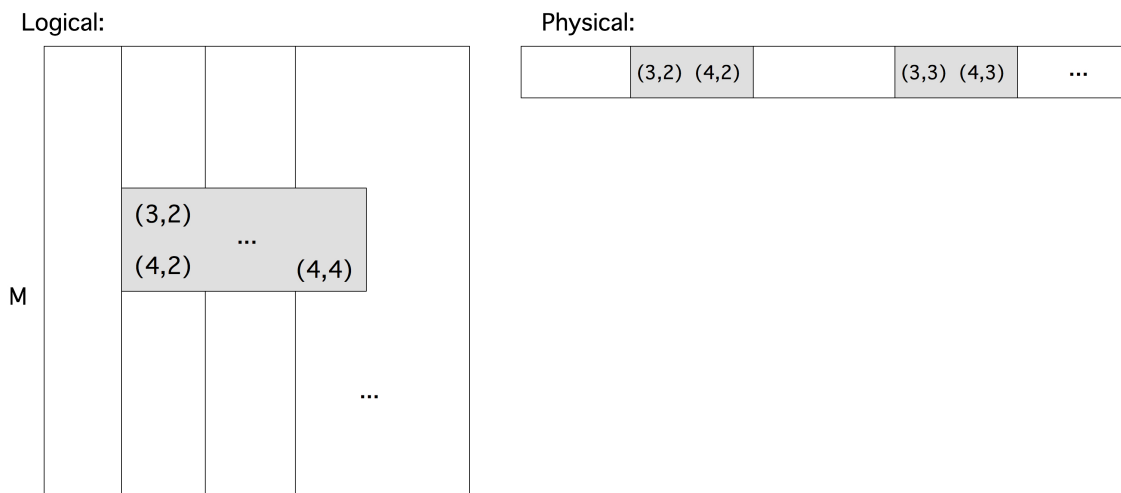 Logical:
Physical:
(3,2) (4,2)
(3,3) (4,3)
...
(3,2)
...
(4,2)
(4,4)
M
...